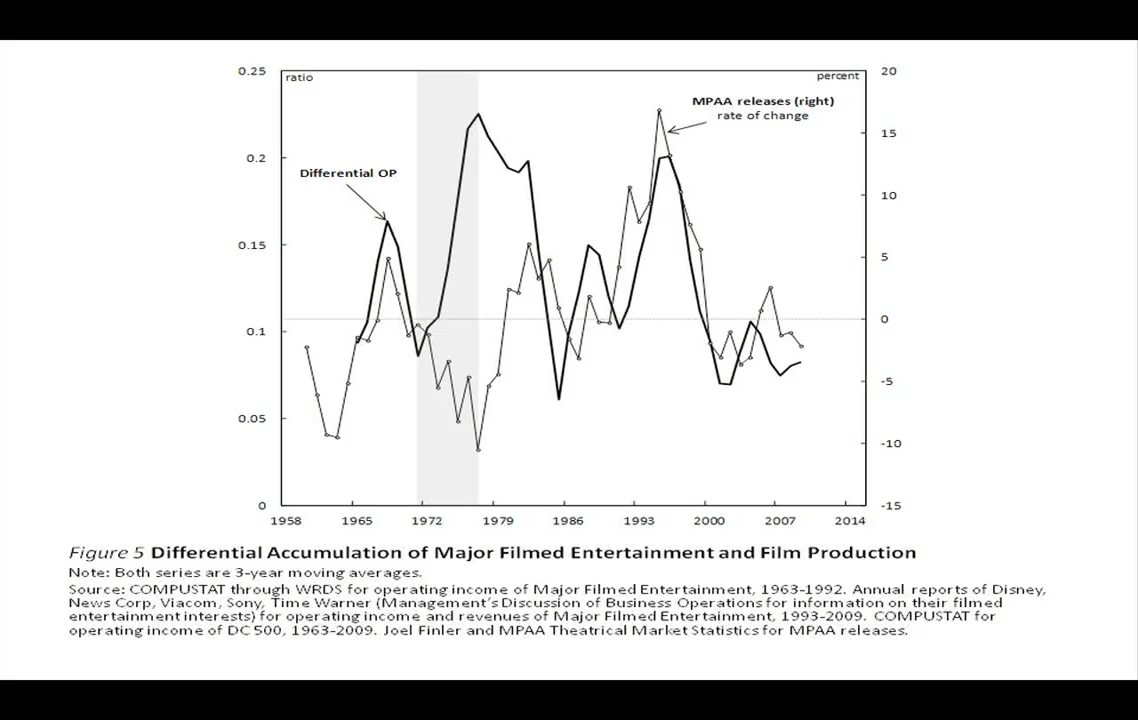 0.25
ratio
percent
20
MPAA releases (right)
rate of change
15
0.2
Differential OP
10
0.15
5
0
0.1
-5
0.05
-10
0
-15
1958 1965 1972 1979 1986 1993 2000 2007 2014
Figure 5 Differential Accumulation of Major Filmed Entertainment and Film Production
Note: Both series are 3-year moving averages.
Source: COMPUSTAT through WRDS for operating income of Major Filmed Entertainment, 1963-1992. Annual reports of Disney,
News Corp, Viacom, Sony, Time Warner (Management's Discussion of Business Operations for information on their filmed
entertainment interests) for operating income and revenues of Major Filmed Entertainment, 1993-2009. COMPUSTAT for
operating income of DC 500, 1963-2009. Joel Finler and MPAA Theatrical Market Statistics for MPAA releases.